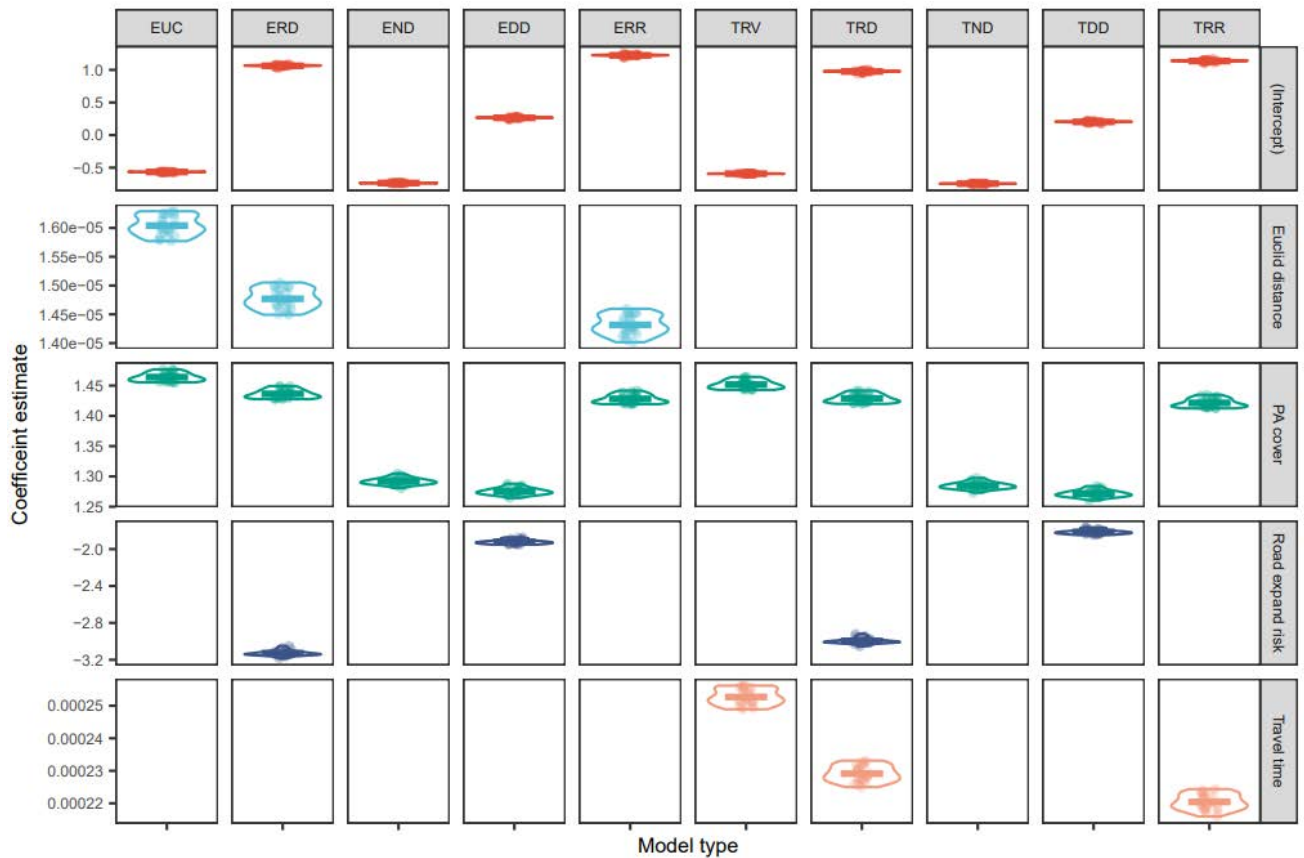 EUC ERD END EDD ERR TRV TRD TND TDD TRR
1.0
0.5
0.0
−0.5
(Intercept)
1.60e−05
1.55e−05
1.50e−05
1.45e−05
1.40e−05
Euclid distance
1.45
1.40
1.35
1.30
1.25
PA cover
−2.0
−2.4
−2.8
−3.2
Road expand risk
0.00025
0.00024
0.00023
0.00022
Travel time
Coefficeint estimate
Model type